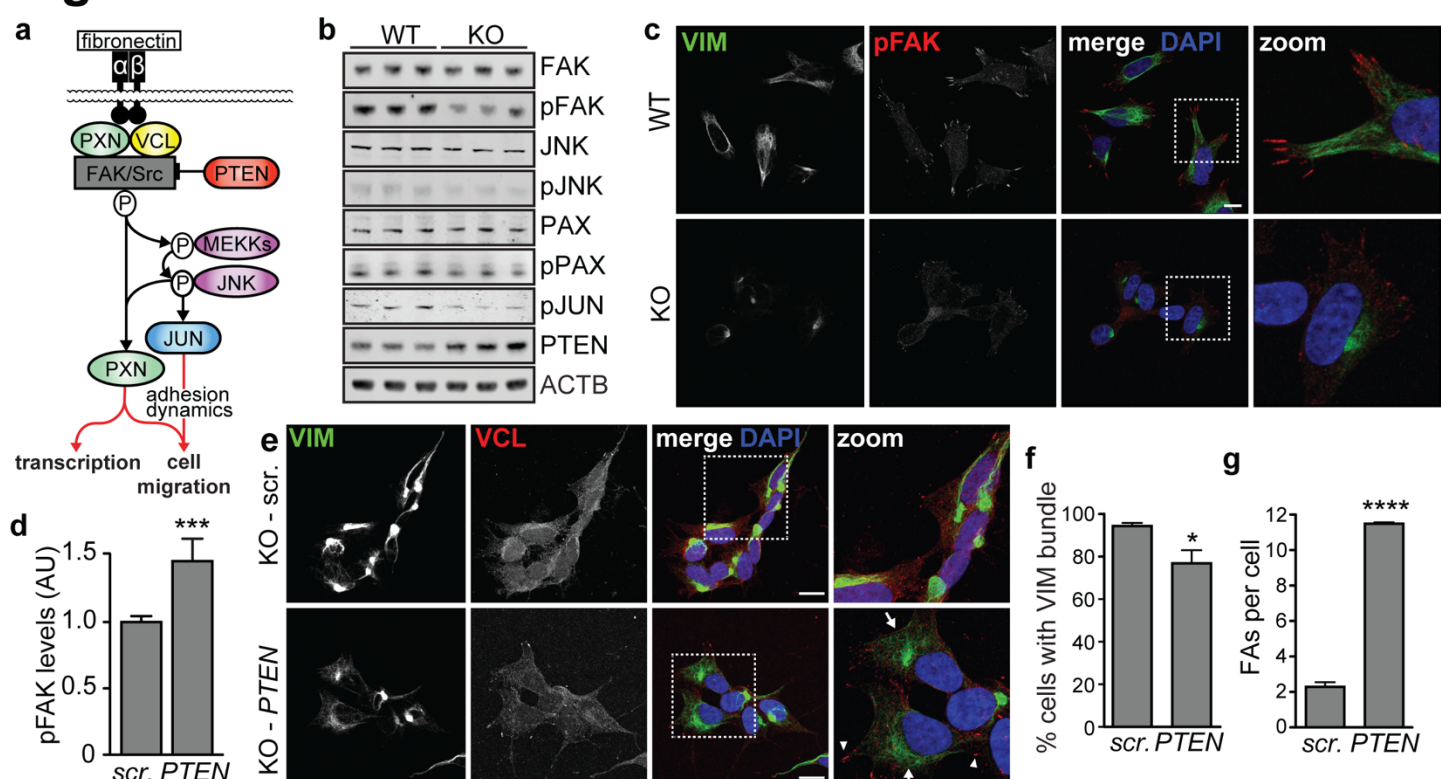 a
fibronectin
α β
PXN VCL
FAK/Src
PTEN
P
P MEKKs
P JNK
JUN
PXN
adhesion
dynamics
transcription
cell
migration
b
WT KO
FAK
pFAK
JNK
pJNK
PAX
pPAX
pJUN
PTEN
ACTB
c
VIM pFAK merge DAPI zoom
WT
KO
d
***
pFAK levels (AU)
1.5
1.0
0.5
0
scr. PTEN
e
VIM VCL merge DAPI zoom
KO - scr.
KO - PTEN
f
% cells with VIM bundle
100
80
60
40
20
0
*
scr. PTEN
g
FAs per cell
12
10
8
6
4
2
0
****
scr. PTEN